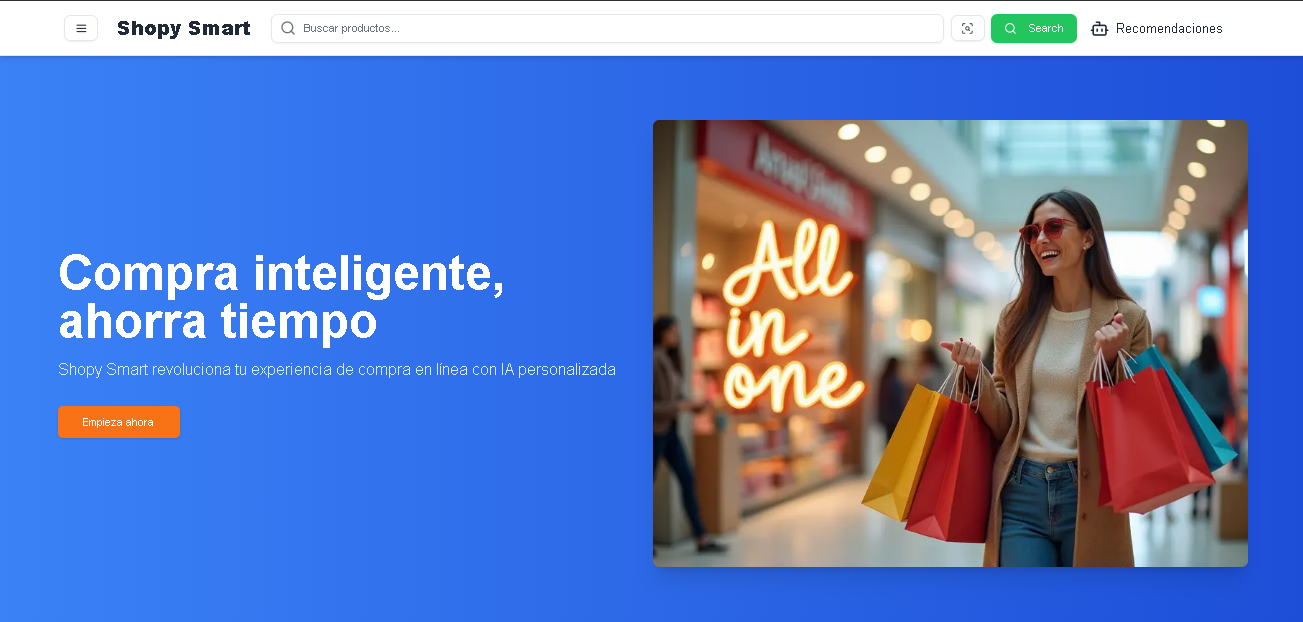 Shopy Smart
Buscar productos...
Search
Recomendaciones
Compra inteligente,
ahorra tiempo
Shopy Smart revoluciona tu experiencia de compra en línea con IA personalizada
Empieza ahora
All
in
one